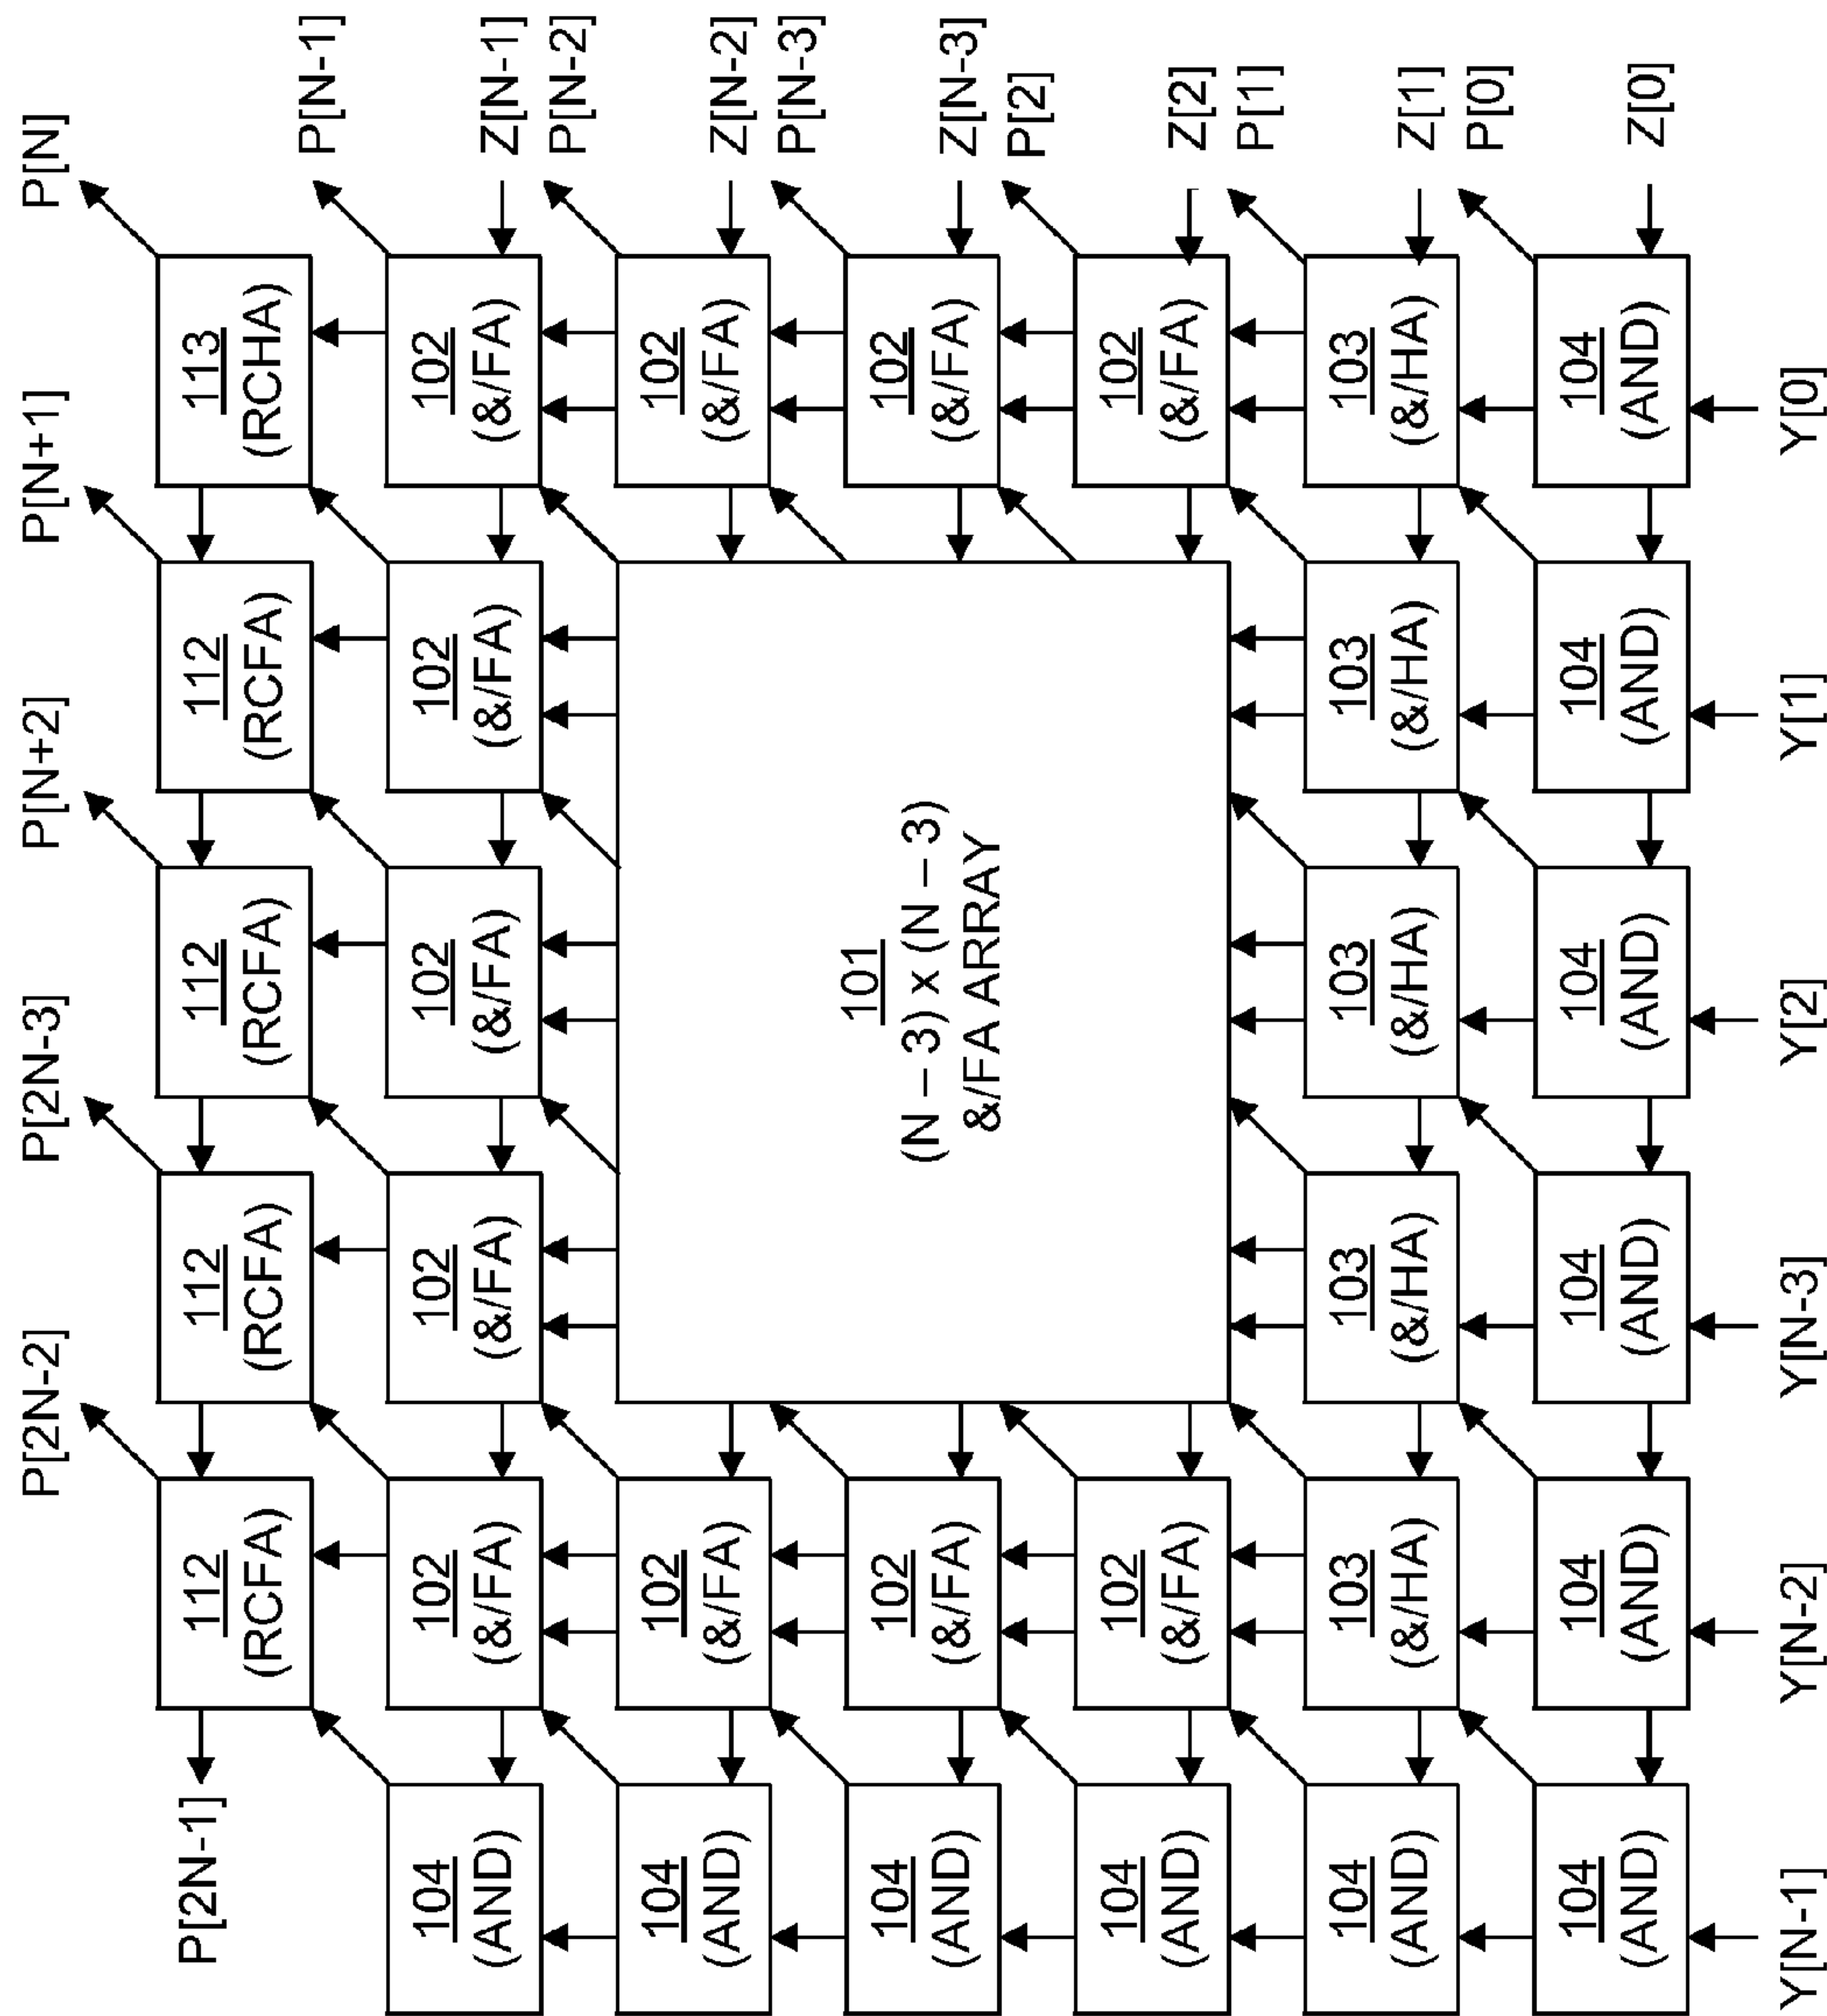 P[2N-2]
P[2N-3]
P[N+2]
P[N+1]
P[N]
P[2N-1]
112
(RCFA)
112
(RCFA)
112
(RCFA)
112
(RCFA)
113
(RCHA)
P[N-1]
104
(AND)
102
(&/FA)
102
(&/FA)
102
(&/FA)
102
(&/FA)
102
(&/FA)
Z[N-1]
P[N-2]
104
(AND)
102
(&/FA)
102
(&/FA)
Z[N-2]
P[N-3]
104
(AND)
102
(&/FA)
101
(N – 3) x (N – 3)
&/FA ARRAY
102
(&/FA)
Z[N-3]
P[2]
104
(AND)
102
(&/FA)
102
(&/FA)
Z[2]
P[1]
104
(AND)
103
(&/HA)
103
(&/HA)
103
(&/HA)
103
(&/HA)
103
(&/HA)
Z[1]
P[0]
104
(AND)
104
(AND)
104
(AND)
104
(AND)
104
(AND)
104
(AND)
Z[0]
Y[N-1]
Y[N-2]
Y[N-3]
Y[2]
Y[1]
Y[0]